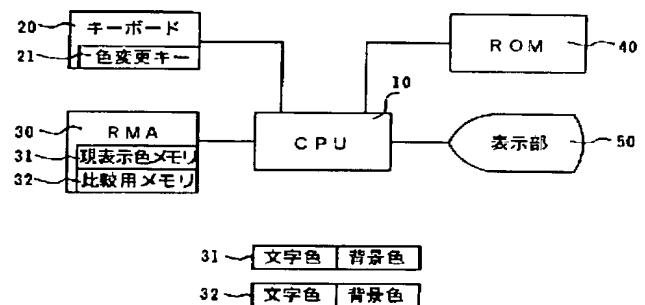 20 キーボード
21 色変更キー
ROM 40
10
CPU
30 RMA
31 現表示色メモリ
32 比較用メモリ
表示部 50
31 文字色 背景色
32 文字色 背景色